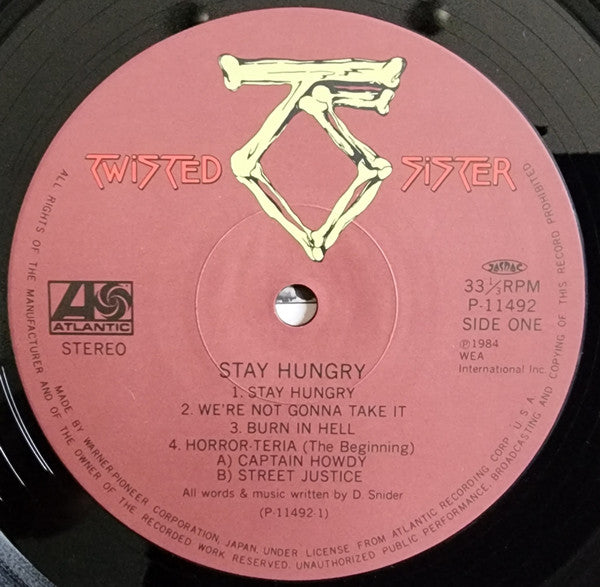 TWISTED SISTER
JASRAC
33 1/3 RPM
P-11492
SIDE ONE
ATLANTIC
STEREO
℗1984
WEA
International Inc.
STAY HUNGRY
1. STAY HUNGRY
2. WE'RE NOT GONNA TAKE IT
3. BURN IN HELL
4. HORROR-TERIA (The Beginning)
A) CAPTAIN HOWDY
B) STREET JUSTICE
All words & music written by D. Snider
(P-11492-1)
ALL RIGHTS OF THE MANUFACTURER AND OF THE OWNER OF THE RECORDED WORK RESERVED. UNAUTHORIZED PUBLIC PERFORMANCE, BROADCASTING AND COPYING OF THIS RECORD PROHIBITED
MADE BY WARNER-PIONEER CORPORATION, JAPAN, UNDER LICENSE FROM ATLANTIC RECORDING CORP., U.S.A.